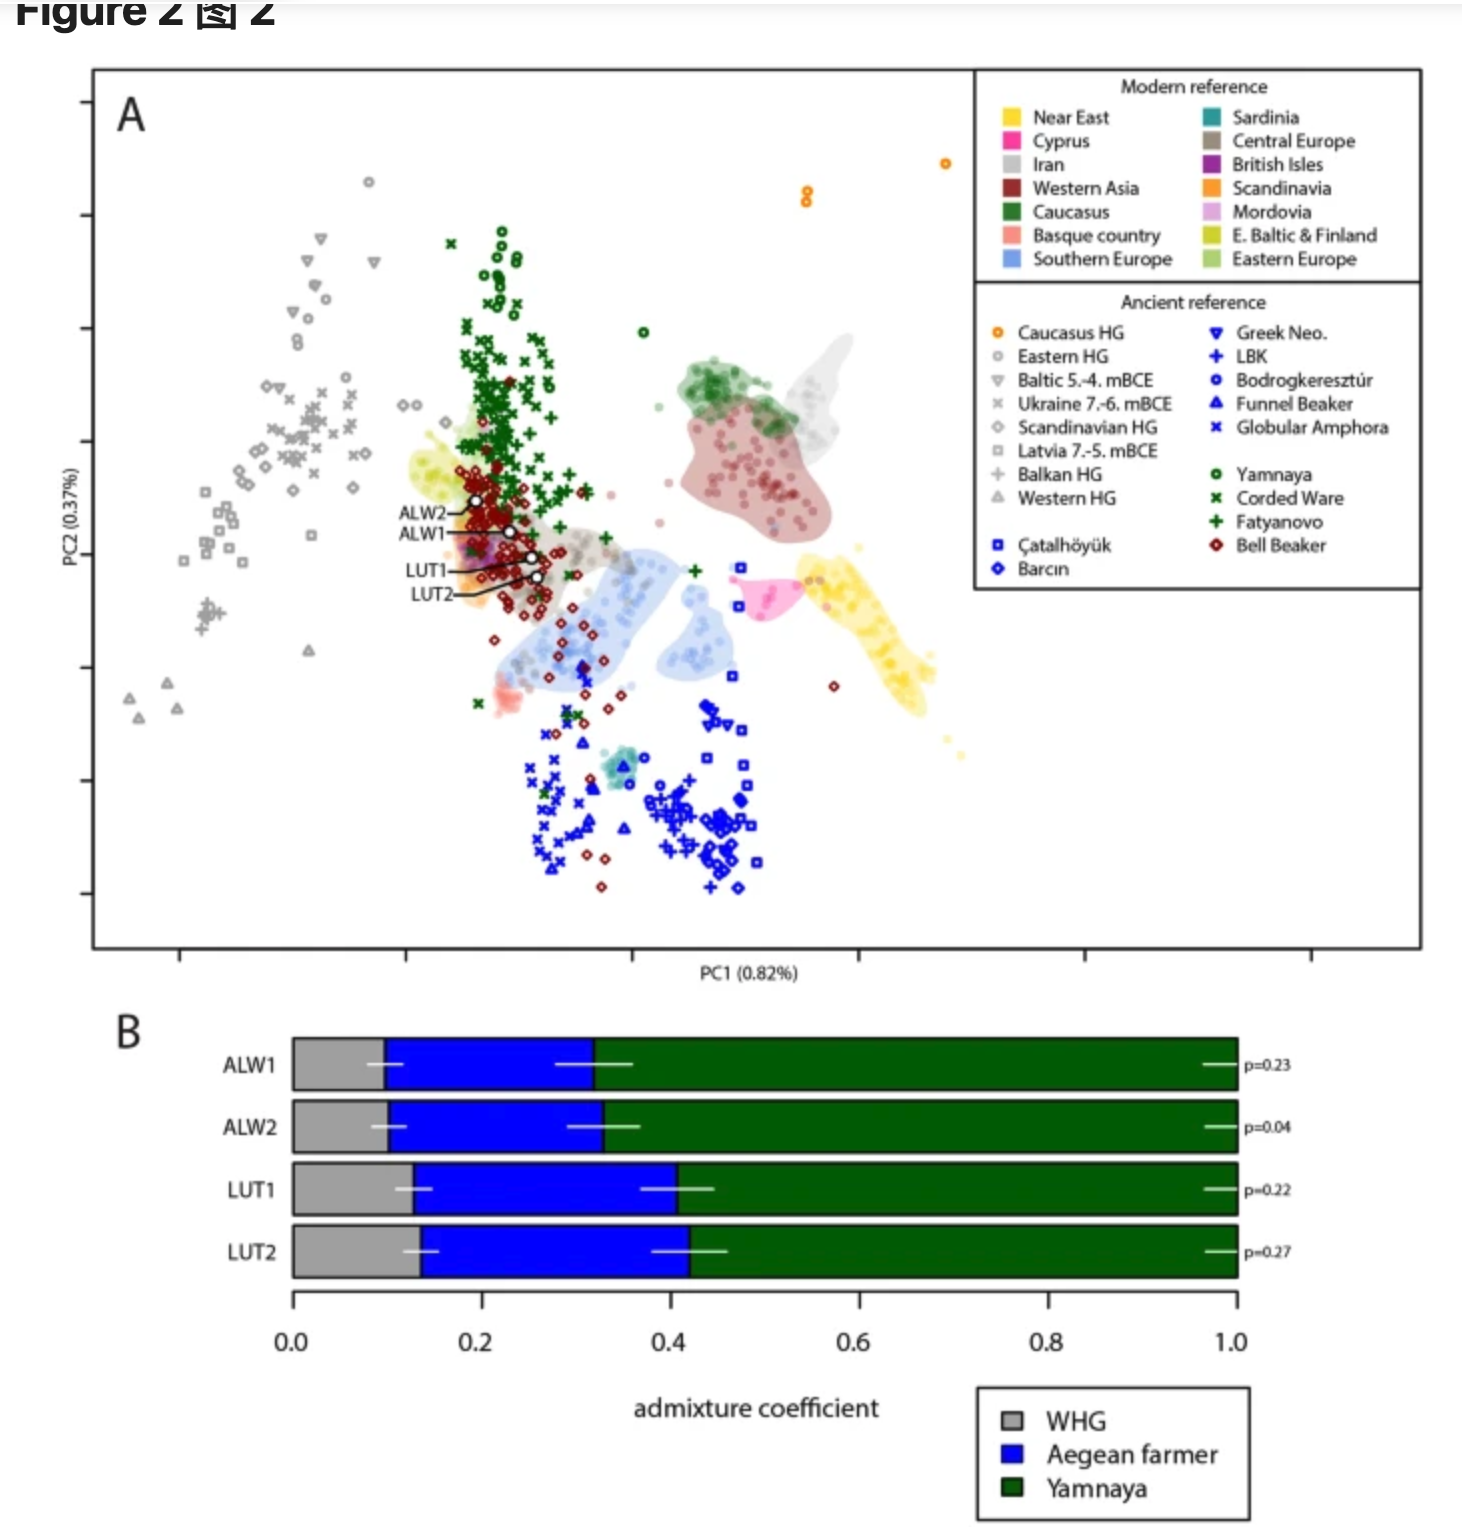 Figure 2 图 2
A
Modern reference
Near East
Cyprus
Iran
Western Asia
Caucasus
Basque country
Southern Europe
Sardinia
Central Europe
British Isles
Scandinavia
Mordovia
E. Baltic & Finland
Eastern Europe
Ancient reference
Caucasus HG
Eastern HG
Baltic 5.-4. mBCE
Ukraine 7.-6. mBCE
Scandinavian HG
Latvia 7.-5. mBCE
Balkan HG
Western HG
Çatalhöyük
Barcın
Greek Neo.
LBK
Bodrogkeresztúr
Funnel Beaker
Globular Amphora
Yamnaya
Corded Ware
Fatyanovo
Bell Beaker
ALW2
ALW1
LUT1
LUT2
PC2 (0.37%)
PC1 (0.82%)
B
ALW1 p=0.23
ALW2 p=0.04
LUT1 p=0.22
LUT2 p=0.27
0.0 0.2 0.4 0.6 0.8 1.0
admixture coefficient
WHG
Aegean farmer
Yamnaya